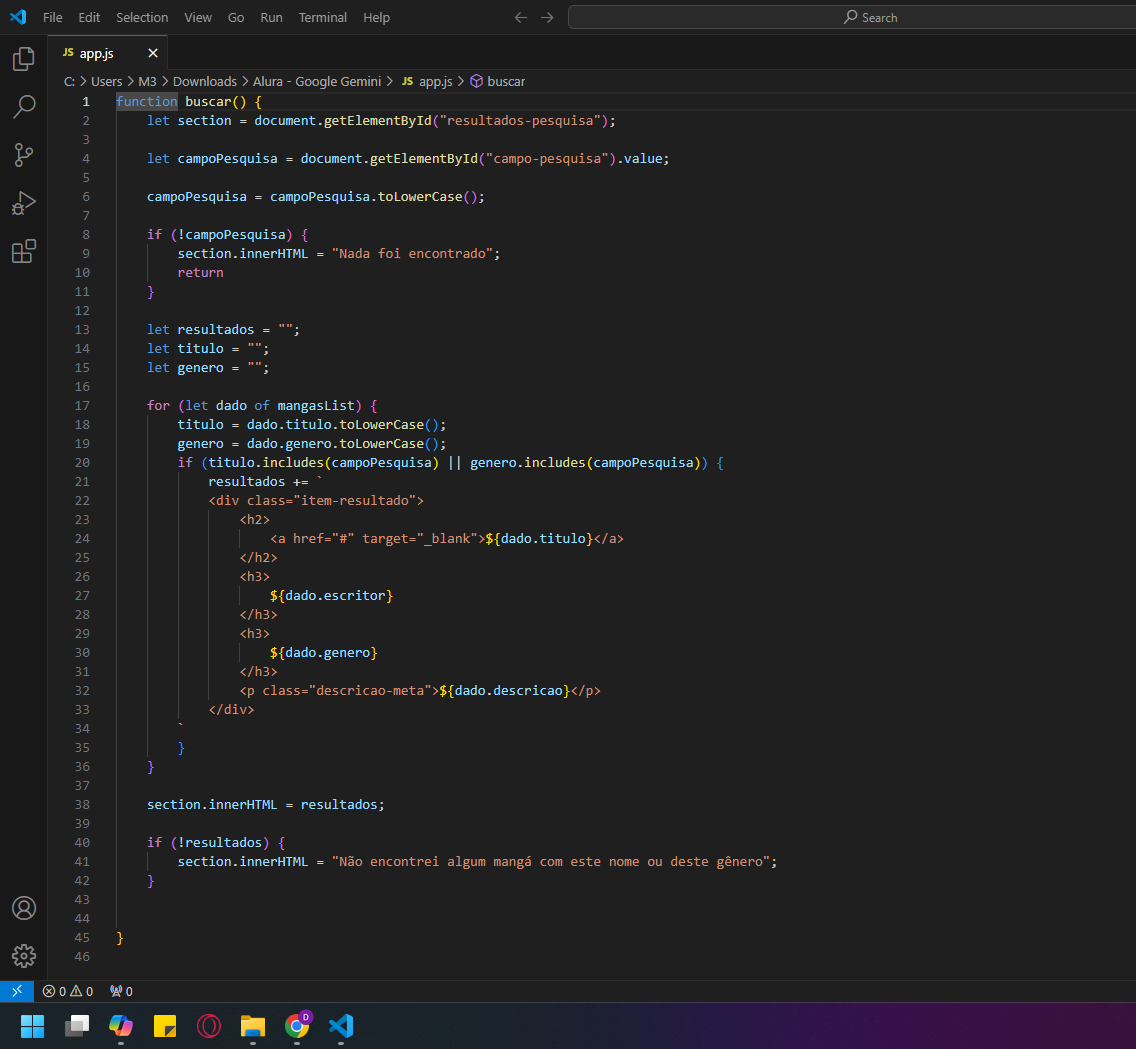 File Edit Selection View Go Run Terminal Help Search
JS app.js
C: > Users > M3 > Downloads > Alura - Google Gemini > JS app.js > buscar
1 function buscar() {
2     let section = document.getElementById("resultados-pesquisa");
3
4     let campoPesquisa = document.getElementById("campo-pesquisa").value;
5
6     campoPesquisa = campoPesquisa.toLowerCase();
7
8     if (!campoPesquisa) {
9         section.innerHTML = "Nada foi encontrado";
10         return
11     }
12
13     let resultados = "";
14     let titulo = "";
15     let genero = "";
16
17     for (let dado of mangasList) {
18         titulo = dado.titulo.toLowerCase();
19         genero = dado.genero.toLowerCase();
20         if (titulo.includes(campoPesquisa) || genero.includes(campoPesquisa)) {
21             resultados += `
22             <div class="item-resultado">
23                 <h2>
24                     <a href="#" target="_blank">${dado.titulo}</a>
25                 </h2>
26                 <h3>
27                     ${dado.escritor}
28                 </h3>
29                 <h3>
30                     ${dado.genero}
31                 </h3>
32                 <p class="descricao-meta">${dado.descricao}</p>
33             </div>
34         `
35         }
36     }
37
38     section.innerHTML = resultados;
39
40     if (!resultados) {
41         section.innerHTML = "Não encontrei algum mangá com este nome ou deste gênero";
42     }
43
44
45 }
46
0 0 0
D